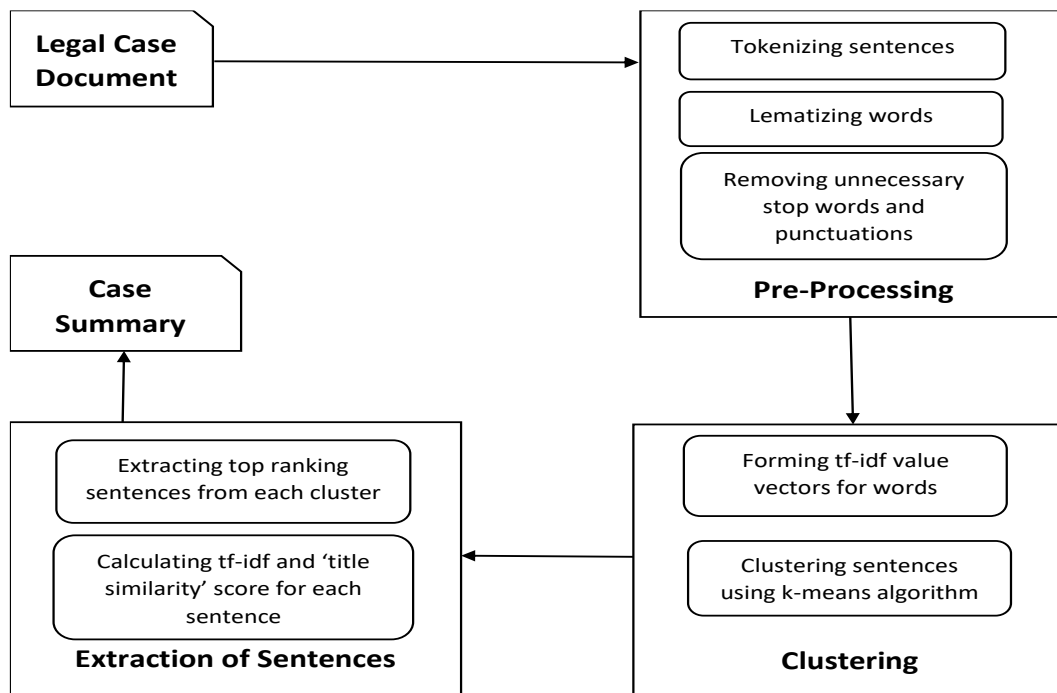 Legal Case
Document
Tokenizing sentences
Lematizing words
Removing unnecessary
stop words and
punctuations
Pre-Processing
Case
Summary
Extracting top ranking
sentences from each cluster
Calculating tf-idf and ‘title
similarity’ score for each
sentence
Extraction of Sentences
Forming tf-idf value
vectors for words
Clustering sentences
using k-means algorithm
Clustering